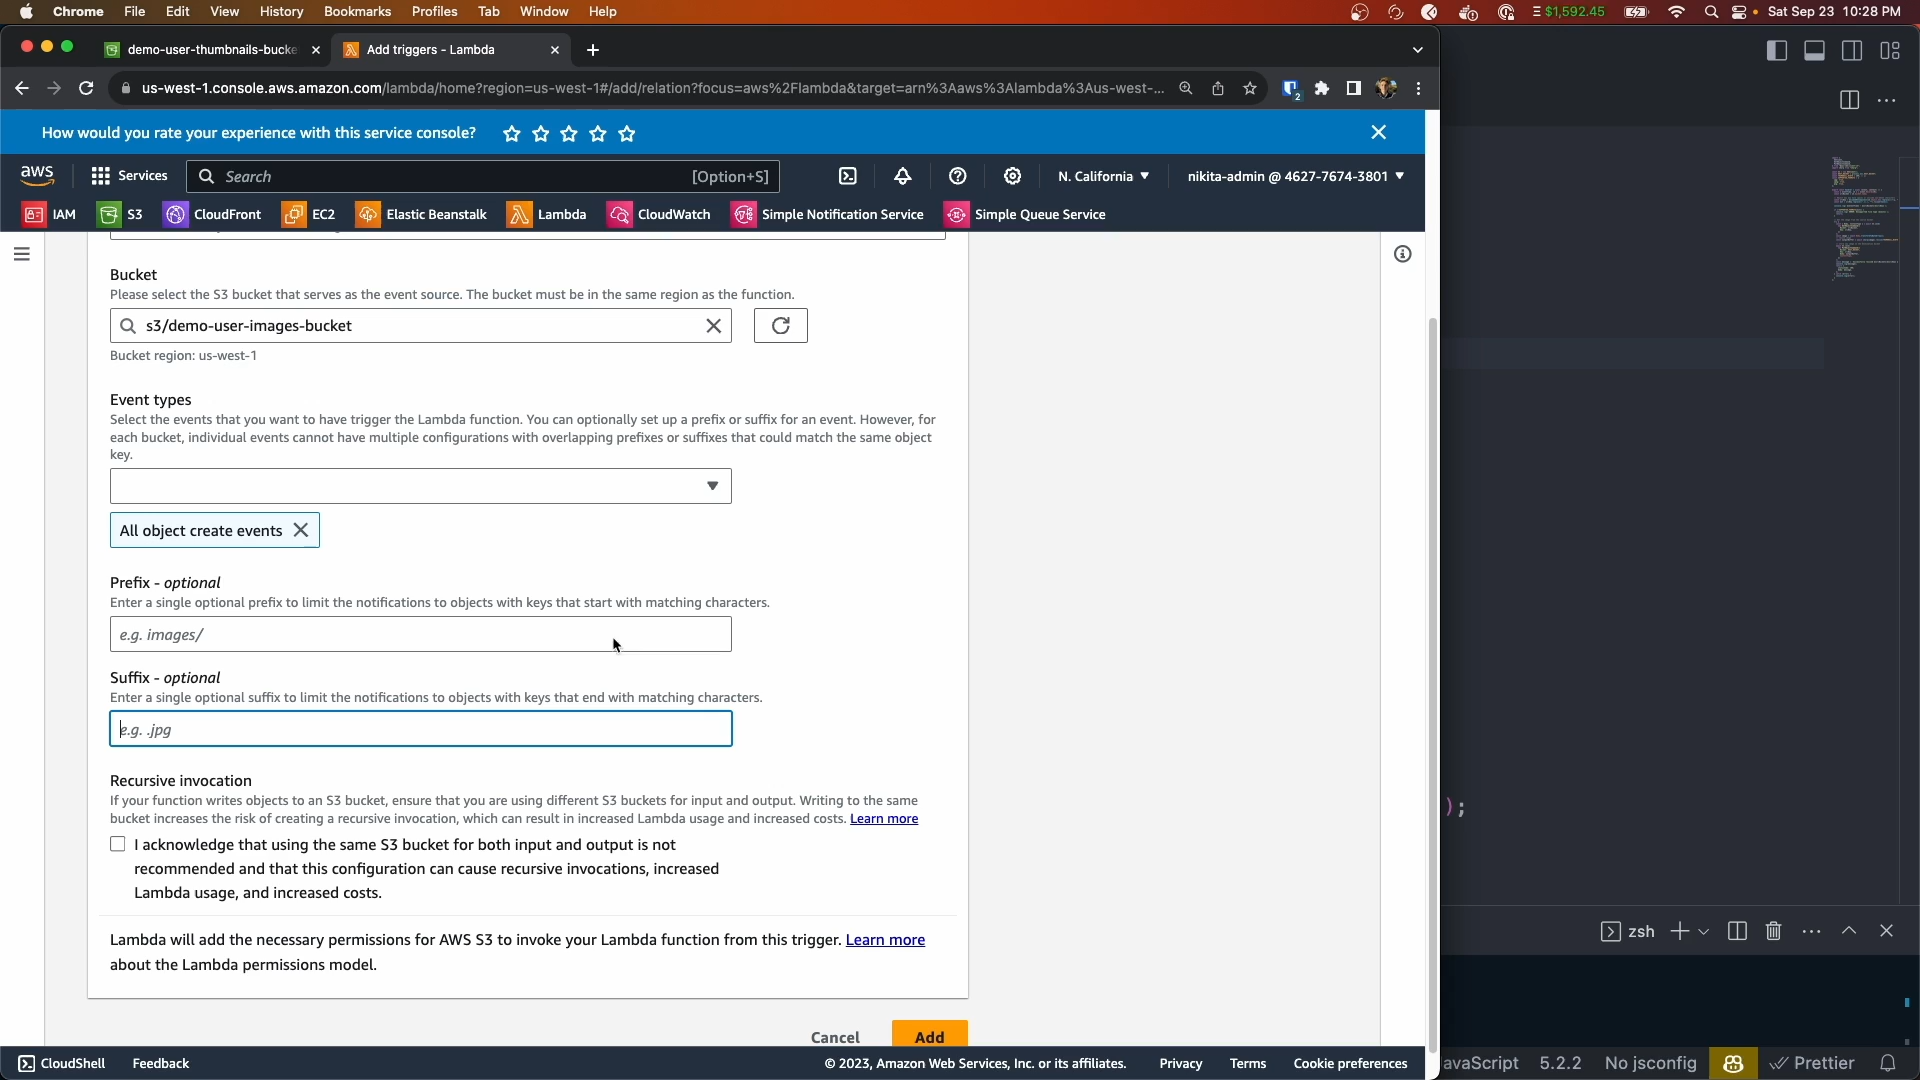 Chrome File Edit View History Bookmarks Profiles Tab Window Help
$1,592.45 Sat Sep 23 10:28 PM
demo-user-thumbnails-bucke
Add triggers - Lambda
us-west-1.console.aws.amazon.com/lambda/home?region=us-west-1#/add/relation?focus=aws%2Flambda&target=arn%3Aaws%3Alambda%3Aus-west-...
2
How would you rate your experience with this service console?
aws Services Search [Option+S] N. California nikita-admin @ 4627-7674-3801
IAM S3 CloudFront EC2 Elastic Beanstalk Lambda CloudWatch Simple Notification Service Simple Queue Service
Bucket
Please select the S3 bucket that serves as the event source. The bucket must be in the same region as the function.
s3/demo-user-images-bucket
Bucket region: us-west-1
Event types
Select the events that you want to have trigger the Lambda function. You can optionally set up a prefix or suffix for an event. However, for
each bucket, individual events cannot have multiple configurations with overlapping prefixes or suffixes that could match the same object
key.
All object create events
Prefix - optional
Enter a single optional prefix to limit the notifications to objects with keys that start with matching characters.
e.g. images/
Suffix - optional
Enter a single optional suffix to limit the notifications to objects with keys that end with matching characters.
e.g. .jpg
Recursive invocation
If your function writes objects to an S3 bucket, ensure that you are using different S3 buckets for input and output. Writing to the same
bucket increases the risk of creating a recursive invocation, which can result in increased Lambda usage and increased costs. Learn more
I acknowledge that using the same S3 bucket for both input and output is not
recommended and that this configuration can cause recursive invocations, increased
Lambda usage, and increased costs.
Lambda will add the necessary permissions for AWS S3 to invoke your Lambda function from this trigger. Learn more
about the Lambda permissions model.
Cancel Add
CloudShell Feedback © 2023, Amazon Web Services, Inc. or its affiliates. Privacy Terms Cookie preferences
);
zsh
avaScript 5.2.2 No jsconfig Prettier